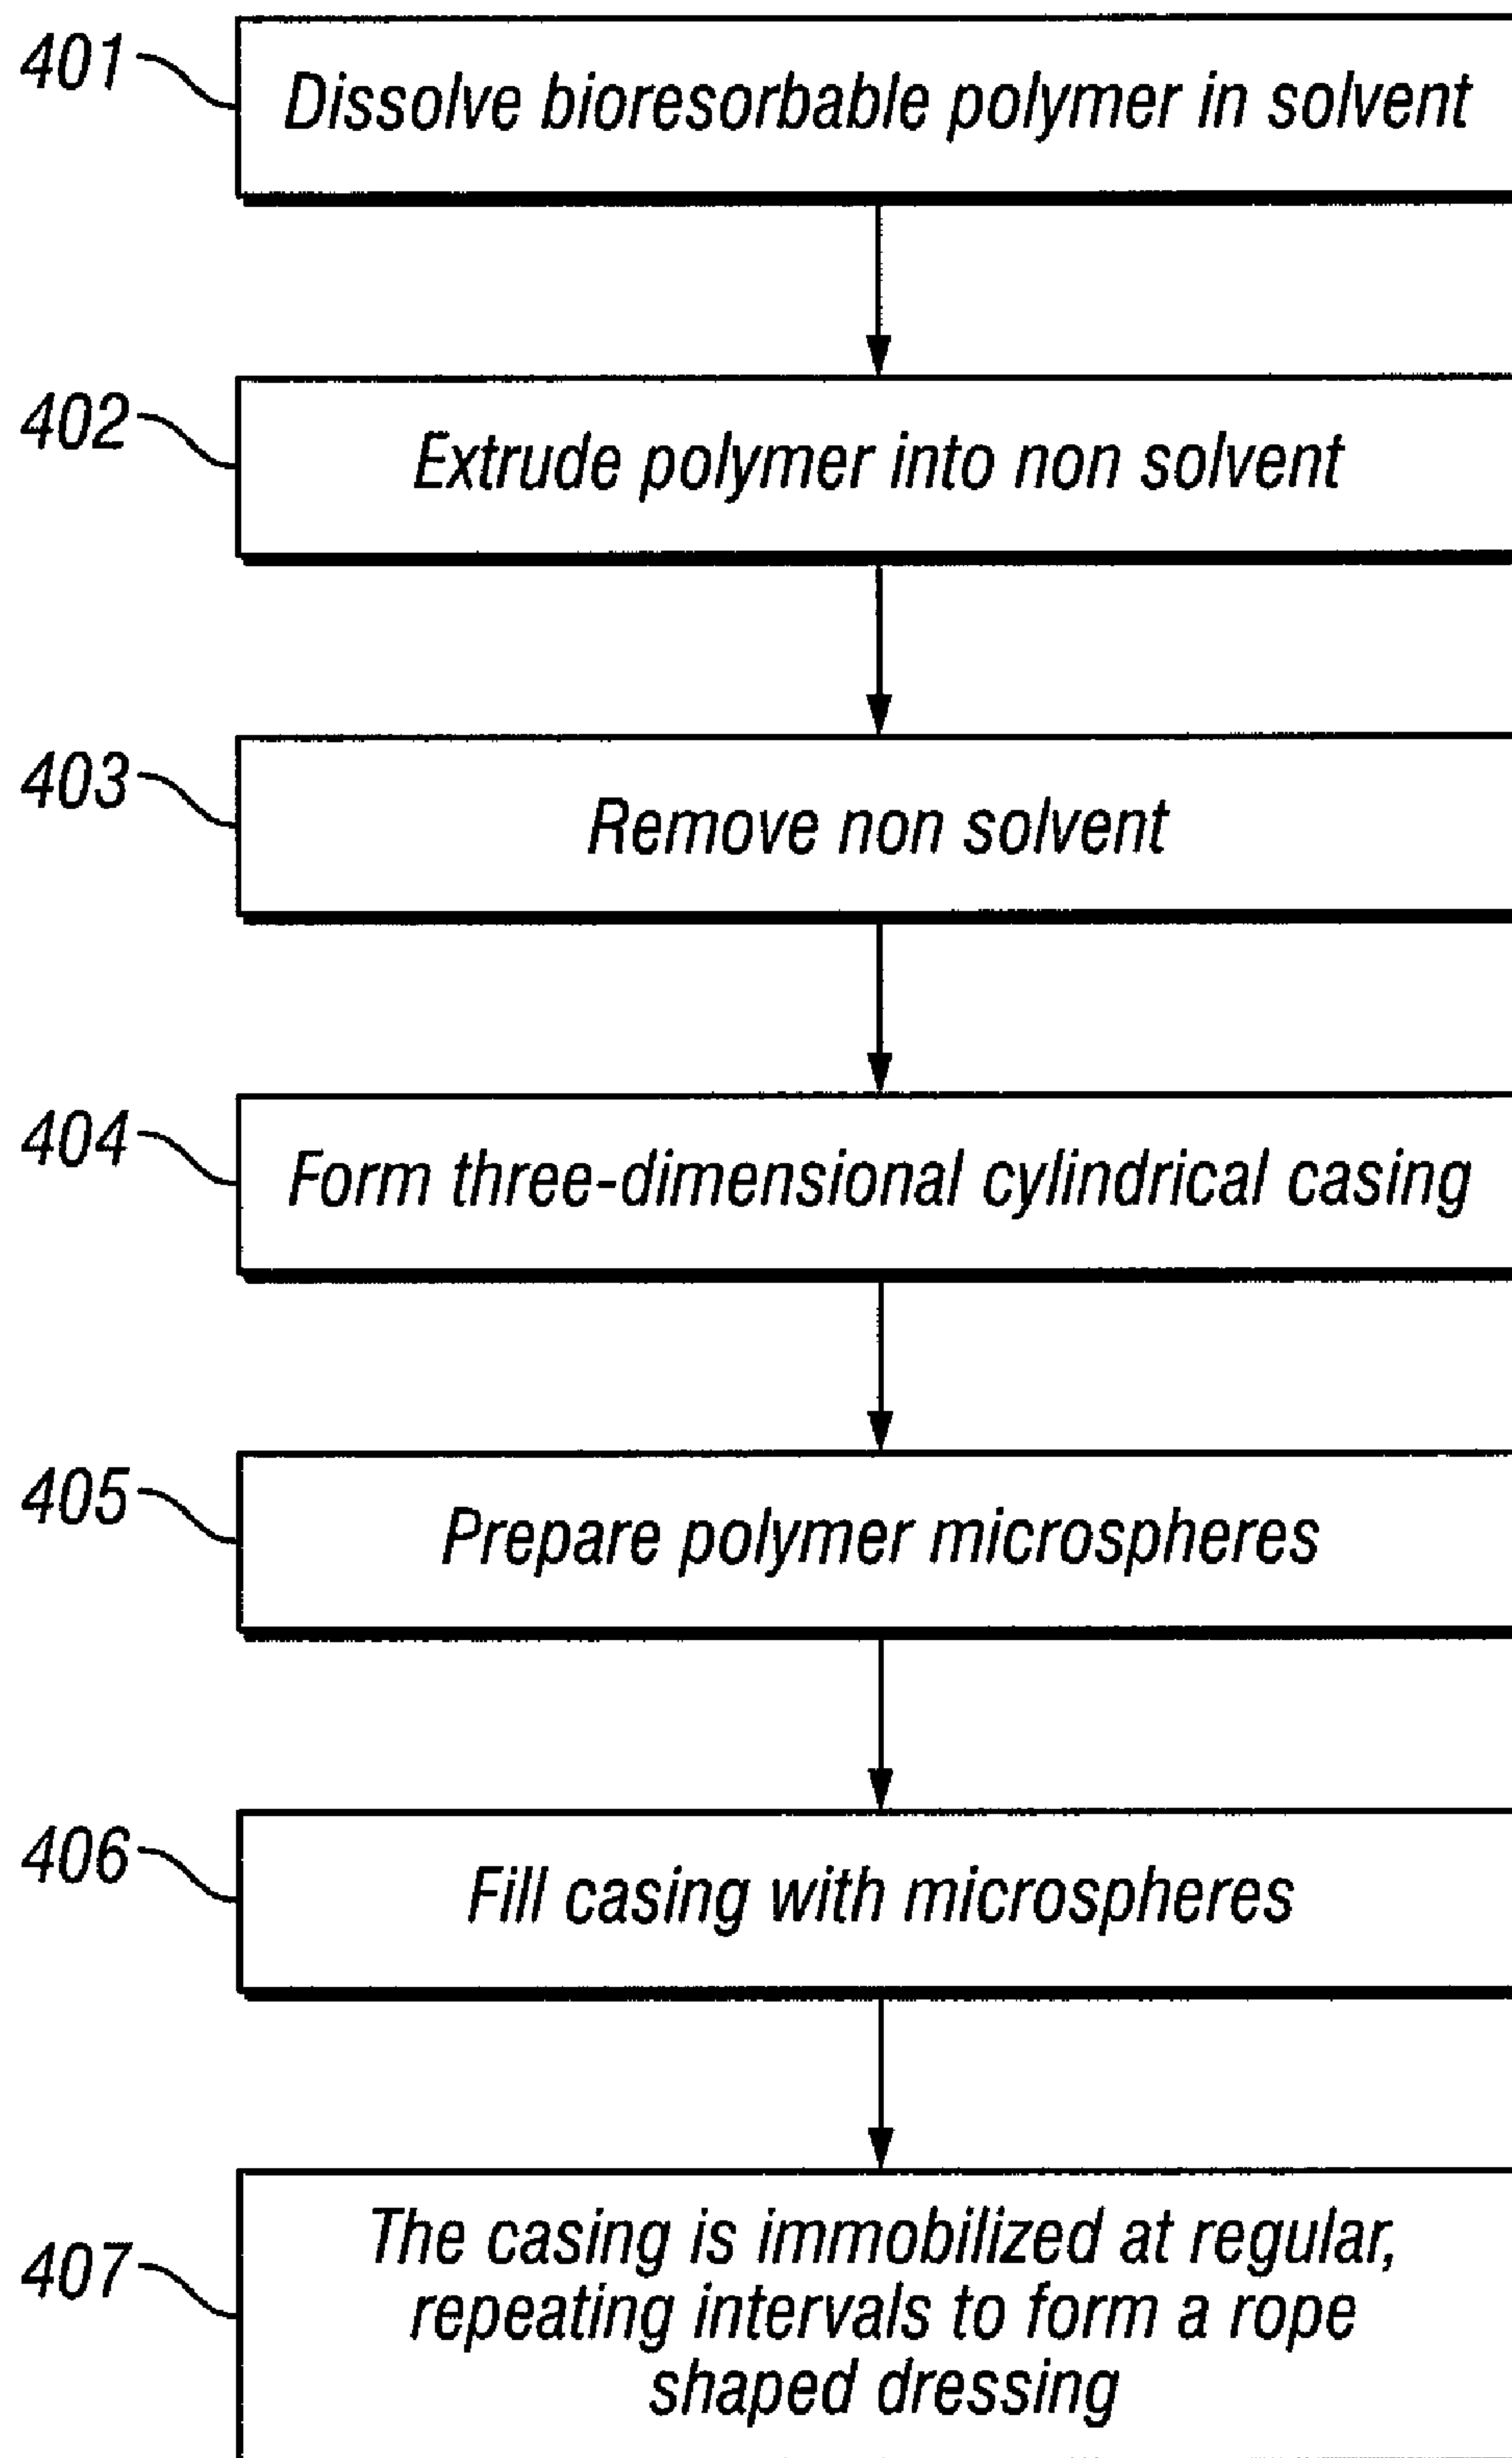 401
Dissolve bioresorbable polymer in solvent
402
Extrude polymer into non solvent
403
Remove non solvent
404
Form three-dimensional cylindrical casing
405
Prepare polymer microspheres
406
Fill casing with microspheres
407
The casing is immobilized at regular,
repeating intervals to form a rope
shaped dressing